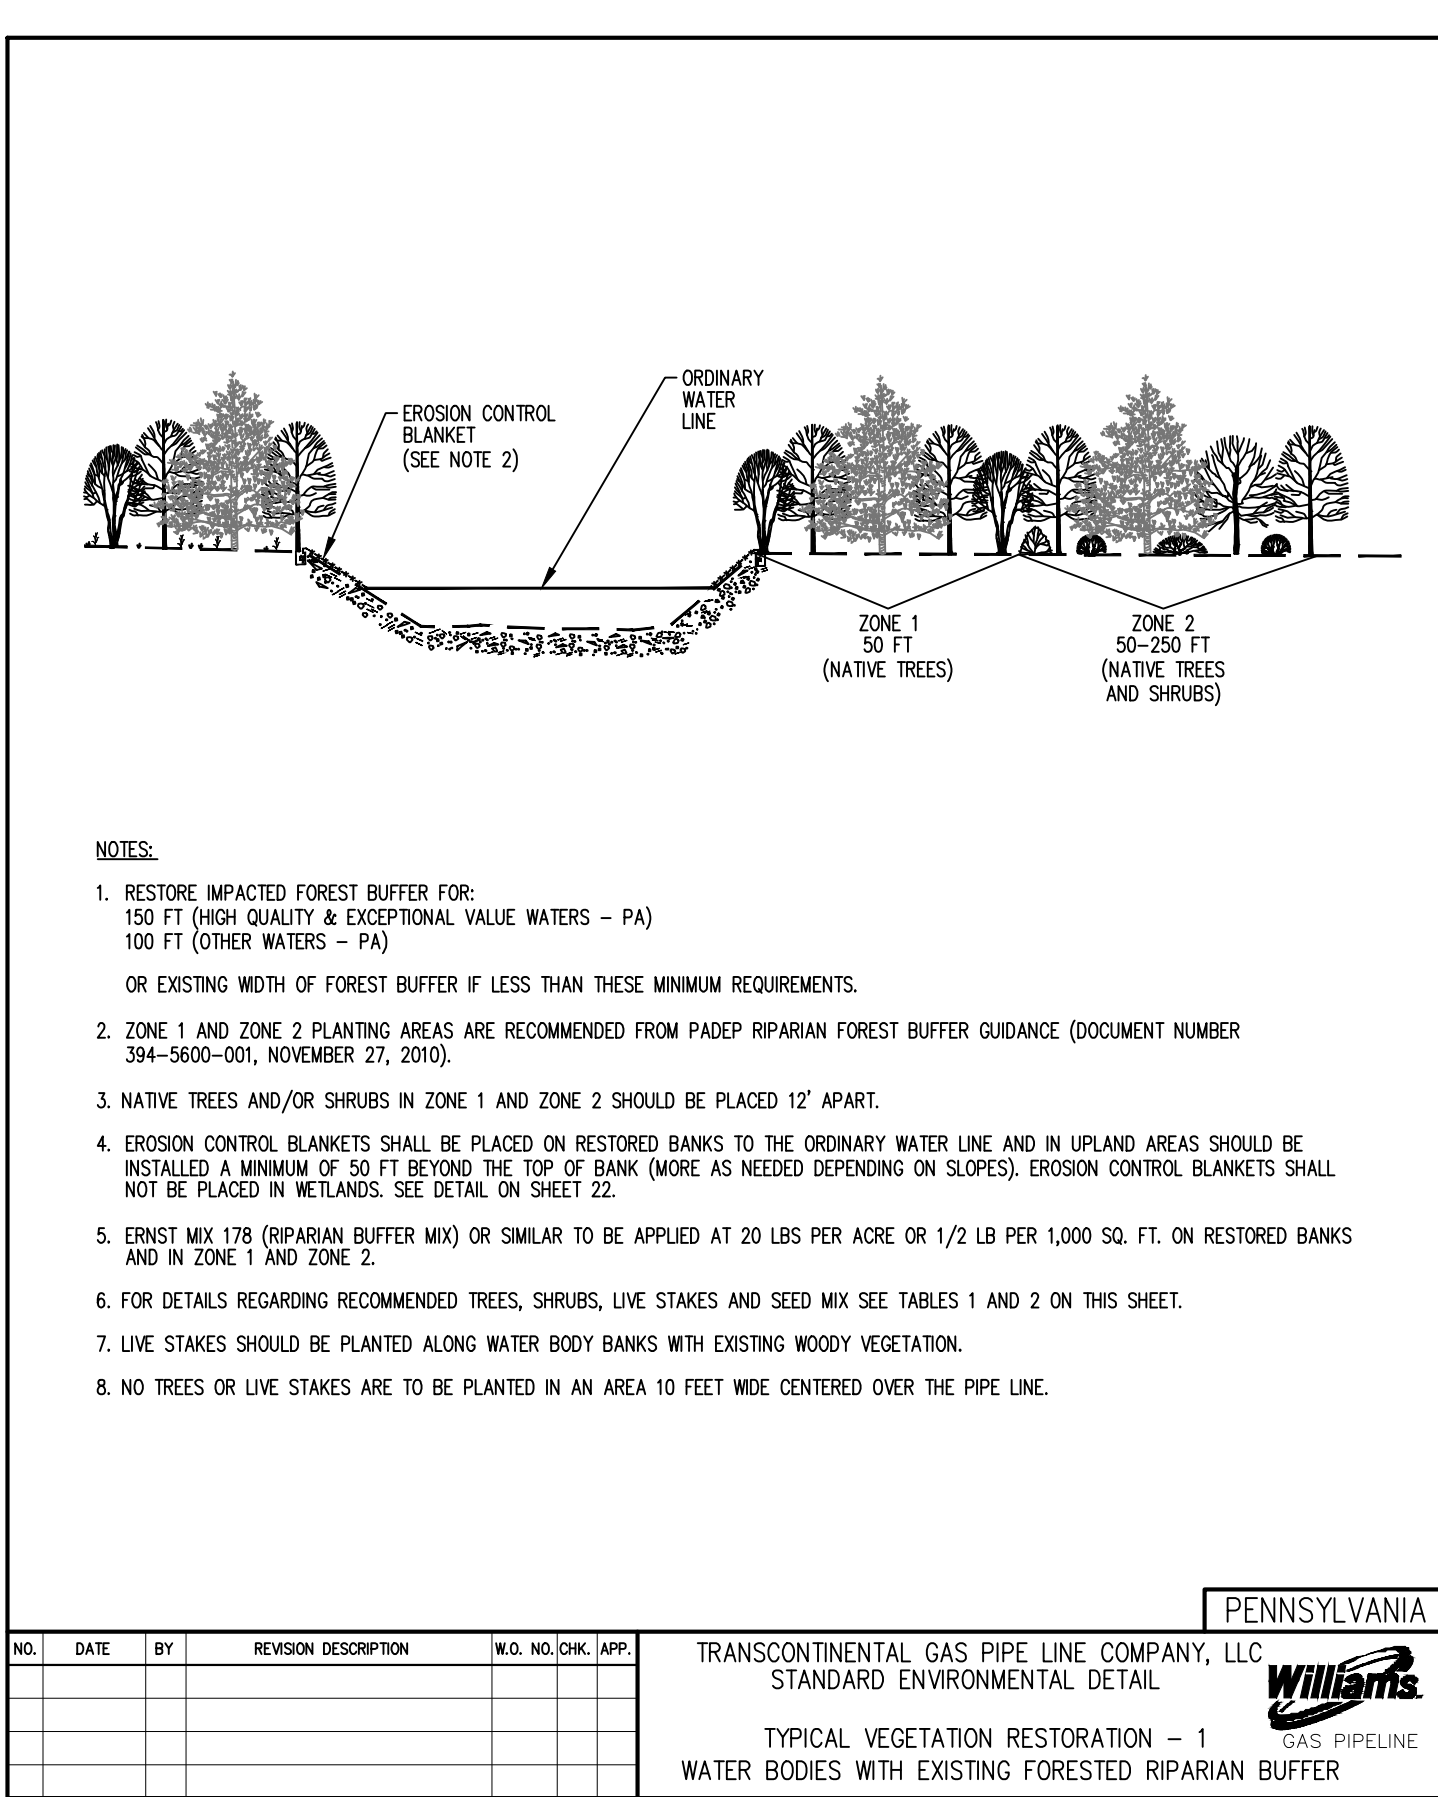 EROSION CONTROL
BLANKET
(SEE NOTE 2)
ORDINARY
WATER
LINE
ZONE 1
50 FT
(NATIVE TREES)
ZONE 2
50-250 FT
(NATIVE TREES
AND SHRUBS)
NOTES:
1. RESTORE IMPACTED FOREST BUFFER FOR:
150 FT (HIGH QUALITY & EXCEPTIONAL VALUE WATERS – PA)
100 FT (OTHER WATERS – PA)
OR EXISTING WIDTH OF FOREST BUFFER IF LESS THAN THESE MINIMUM REQUIREMENTS.
2. ZONE 1 AND ZONE 2 PLANTING AREAS ARE RECOMMENDED FROM PADEP RIPARIAN FOREST BUFFER GUIDANCE (DOCUMENT NUMBER
394-5600-001, NOVEMBER 27, 2010).
3. NATIVE TREES AND/OR SHRUBS IN ZONE 1 AND ZONE 2 SHOULD BE PLACED 12' APART.
4. EROSION CONTROL BLANKETS SHALL BE PLACED ON RESTORED BANKS TO THE ORDINARY WATER LINE AND IN UPLAND AREAS SHOULD BE
INSTALLED A MINIMUM OF 50 FT BEYOND THE TOP OF BANK (MORE AS NEEDED DEPENDING ON SLOPES). EROSION CONTROL BLANKETS SHALL
NOT BE PLACED IN WETLANDS. SEE DETAIL ON SHEET 22.
5. ERNST MIX 178 (RIPARIAN BUFFER MIX) OR SIMILAR TO BE APPLIED AT 20 LBS PER ACRE OR 1/2 LB PER 1,000 SQ. FT. ON RESTORED BANKS
AND IN ZONE 1 AND ZONE 2.
6. FOR DETAILS REGARDING RECOMMENDED TREES, SHRUBS, LIVE STAKES AND SEED MIX SEE TABLES 1 AND 2 ON THIS SHEET.
7. LIVE STAKES SHOULD BE PLANTED ALONG WATER BODY BANKS WITH EXISTING WOODY VEGETATION.
8. NO TREES OR LIVE STAKES ARE TO BE PLANTED IN AN AREA 10 FEET WIDE CENTERED OVER THE PIPE LINE.
PENNSYLVANIA
NO. DATE BY REVISION DESCRIPTION W.O. NO. CHK. APP.
TRANSCONTINENTAL GAS PIPE LINE COMPANY, LLC
STANDARD ENVIRONMENTAL DETAIL
Williams.
GAS PIPELINE
TYPICAL VEGETATION RESTORATION – 1
WATER BODIES WITH EXISTING FORESTED RIPARIAN BUFFER